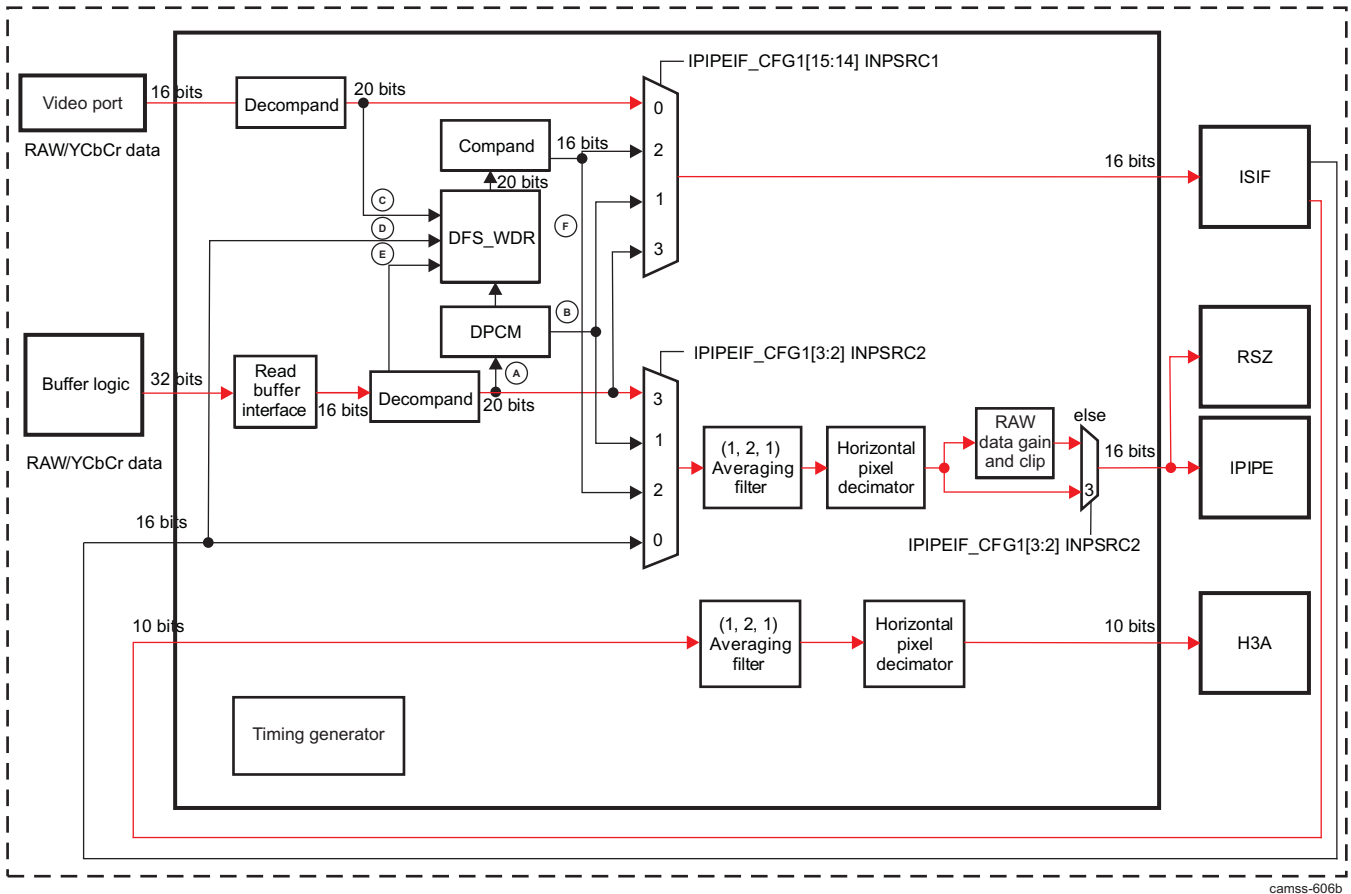 IPIPEIF_CFG1[15:14] INPSRC1
Video port
16 bits
Decompand
20 bits
0
RAW/YCbCr data
Compand
16 bits
2
20 bits
16 bits
ISIF
C
1
D
F
DFS_WDR
E
3
B
DPCM
IPIPEIF_CFG1[3:2] INPSRC2
RSZ
Buffer logic
32 bits
Read
buffer
interface
16 bits
Decompand
A
20 bits
3
else
RAW
data gain
and clip
1
(1, 2, 1)
Averaging
filter
Horizontal
pixel
decimator
16 bits
IPIPE
RAW/YCbCr data
2
3
16 bits
0
IPIPEIF_CFG1[3:2] INPSRC2
10 bits
(1, 2, 1)
Averaging
filter
Horizontal
pixel
decimator
10 bits
H3A
Timing generator
camss-606b